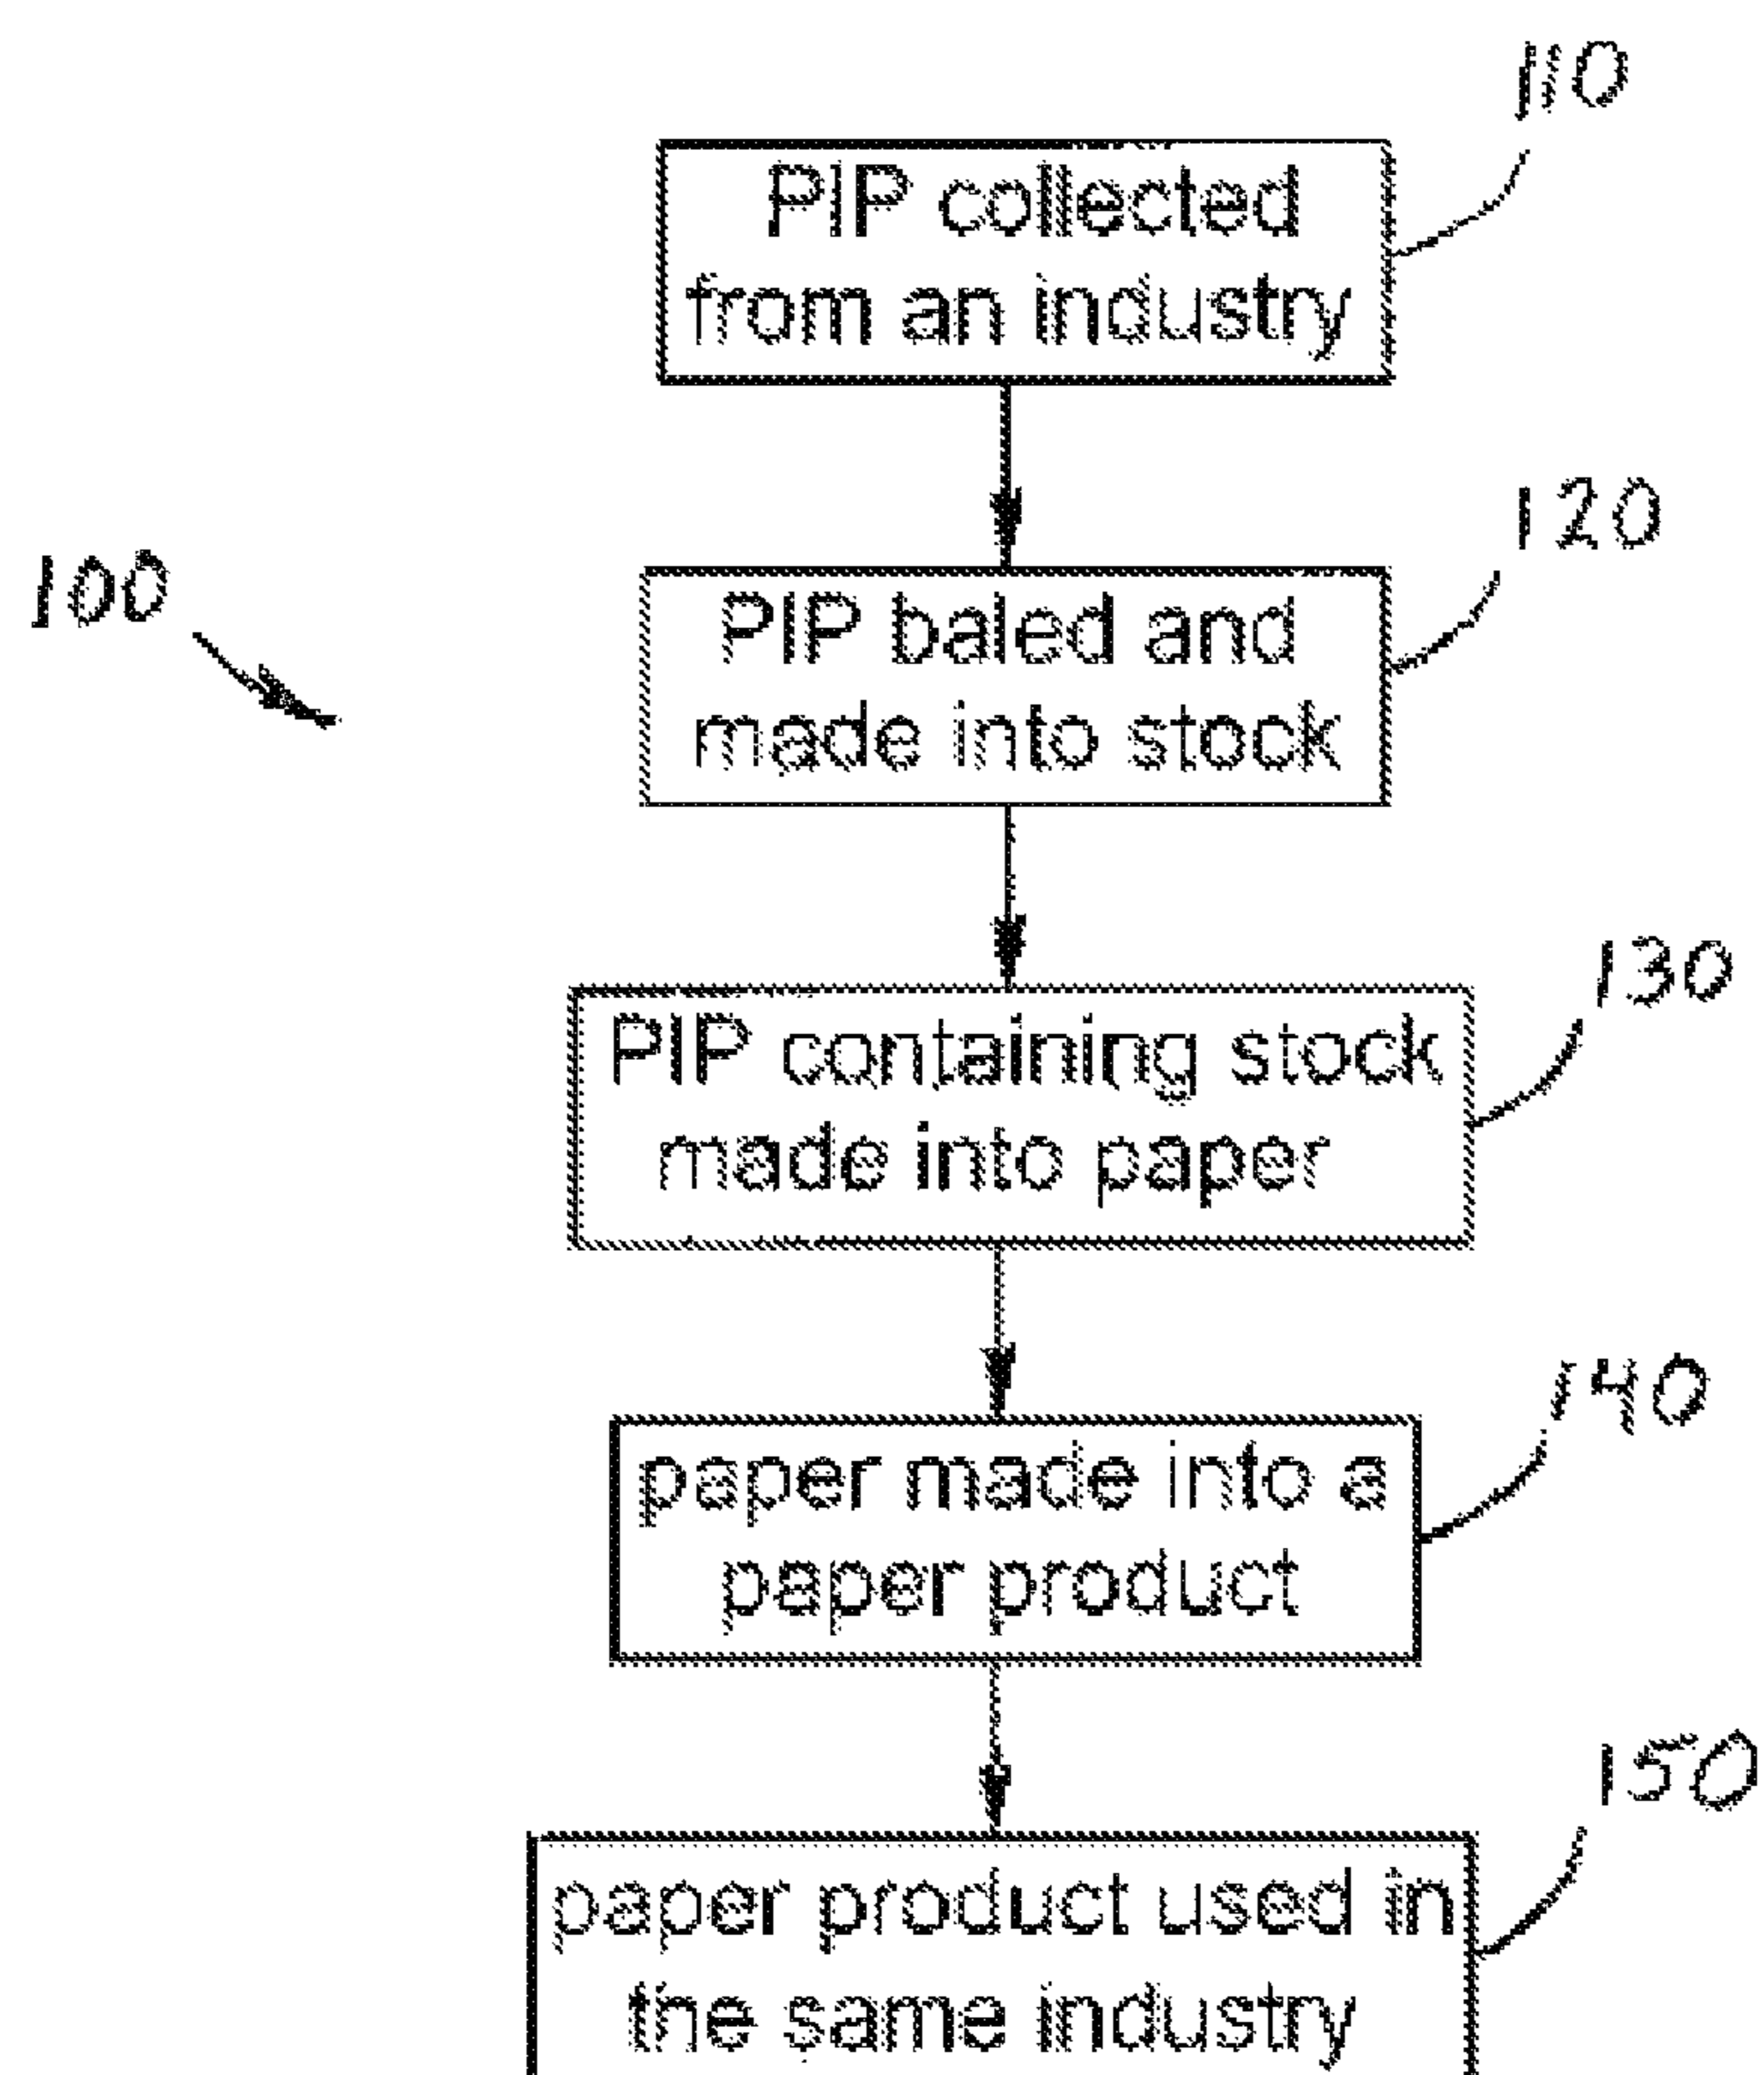 110
PIP collected
from an industry
120
100
PIP baled and
made into stock
130
PIP containing stock
made into paper
140
paper made into a
paper product
150
paper product used in
the same industry